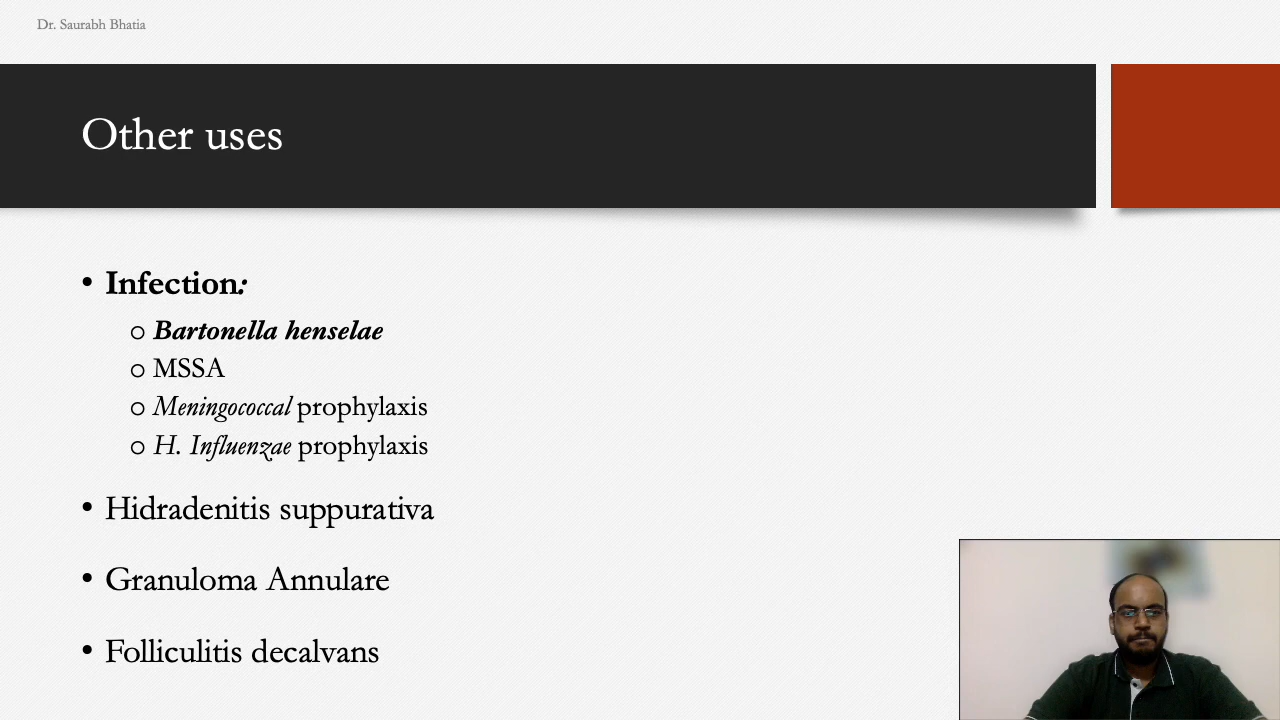 Dr. Saurabh Bhatia
Other uses
• Infection:
o Bartonella henselae
o MSSA
o Meningococcal prophylaxis
o H. Influenzae prophylaxis
• Hidradenitis suppurativa
• Granuloma Annulare
• Folliculitis decalvans